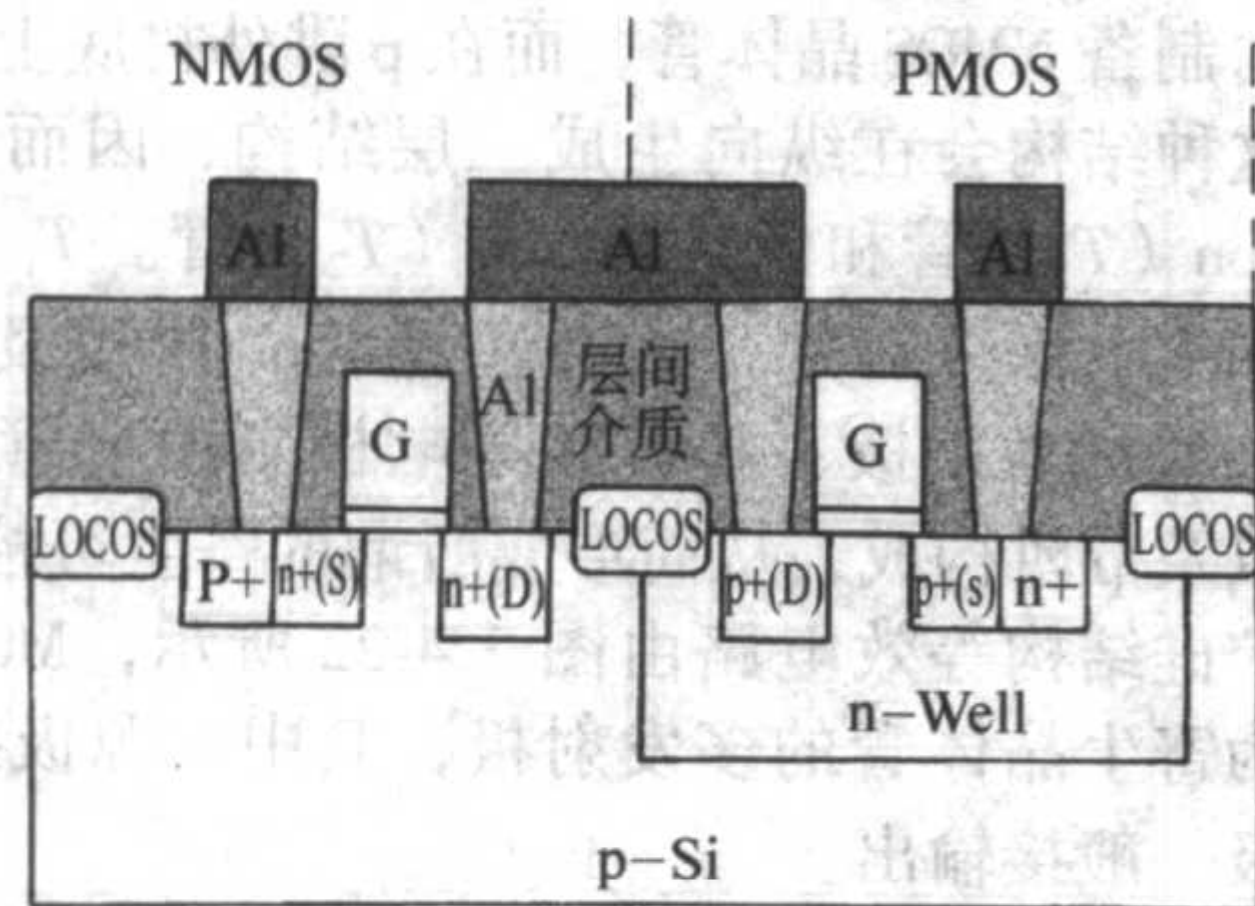 NMOS
PMOS
Al
Al
Al
G
Al
层间
介质
G
LOCOS
LOCOS
LOCOS
P+
n+(S)
n+(D)
p+(D)
p+(s)
n+
n-Well
p-Si